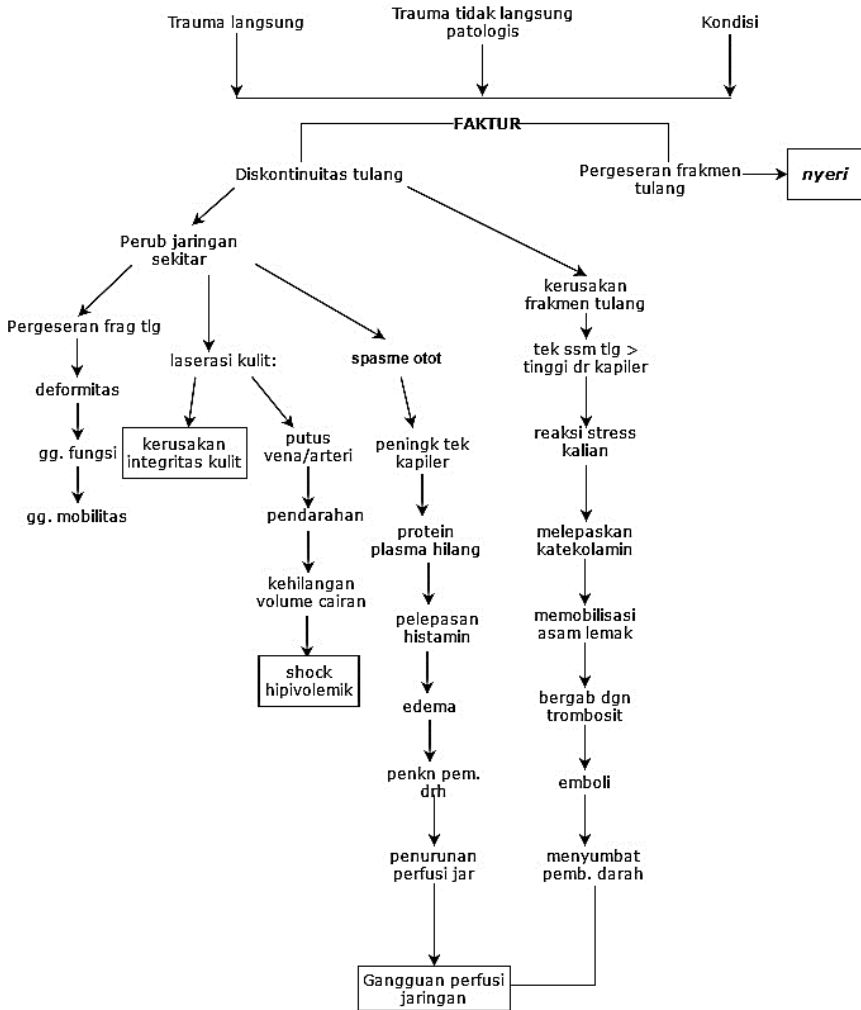 Trauma langsung
Trauma tidak langsung
patologis
Kondisi
FAKTUR
Diskontinuitas tulang
Pergeseran frakmen
tulang
nyeri
Perub jaringan
sekitar
kerusakan
frakmen tulang
Pergeseran frag tlg
laserasi kulit:
spasme otot
tek ssm tlg >
tinggi dr kapiler
deformitas
gg. fungsi
gg. mobilitas
kerusakan
integritas kulit
putus
vena/arteri
pendarahan
kehilangan
volume cairan
shock
hipivolemik
peningk tek
kapiler
protein
plasma hilang
pelepasan
histamin
edema
penkn pem.
drh
penurunan
perfusi jar
reaksi stress
kalian
melepaskan
katekolamin
memobilisasi
asam lemak
bergab dgn
trombosit
emboli
menyumbat
pemb. darah
Gangguan perfusi
jaringan